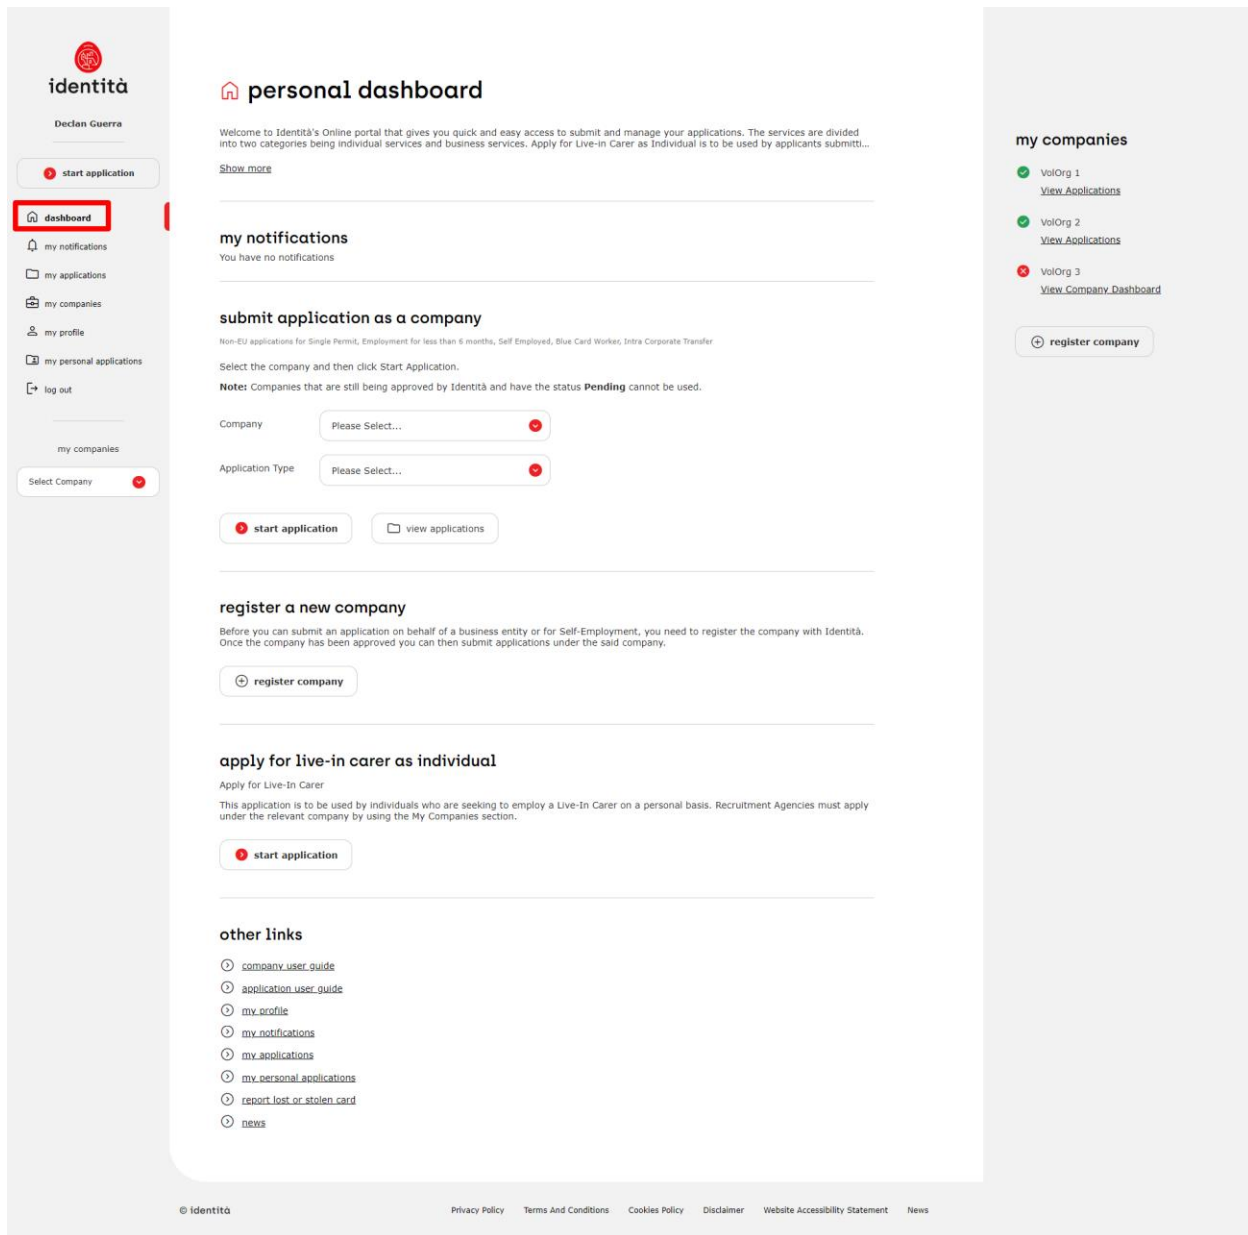 identità
Declan Guerra
start application
dashboard
my notifications
my applications
my companies
my profile
my personal applications
log out
my companies
Select Company
personal dashboard
Welcome to Identità's Online portal that gives you quick and easy access to submit and manage your applications. The services are divided
into two categories being individual services and business services. Apply for Live-in Carer as Individual is to be used by applicants submitti...
Show more
my notifications
You have no notifications
submit application as a company
Non-EU applications for Single Permit, Employment for less than 6 months, Self Employed, Blue Card Worker, Intra Corporate Transfer
Select the company and then click Start Application.
Note: Companies that are still being approved by Identità and have the status Pending cannot be used.
Company
Please Select...
Application Type
Please Select...
start application
view applications
register a new company
Before you can submit an application on behalf of a business entity or for Self-Employment, you need to register the company with Identità.
Once the company has been approved you can then submit applications under the said company.
register company
apply for live-in carer as individual
Apply for Live-In Carer
This application is to be used by individuals who are seeking to employ a Live-In Carer on a personal basis. Recruitment Agencies must apply
under the relevant company by using the My Companies section.
start application
other links
company user guide
application user guide
my profile
my notifications
my applications
my personal applications
report lost or stolen card
news
my companies
VolOrg 1
View Applications
VolOrg 2
View Applications
VolOrg 3
View Company Dashboard
register company
© identità
Privacy Policy Terms And Conditions Cookies Policy Disclaimer Website Accessibility Statement News